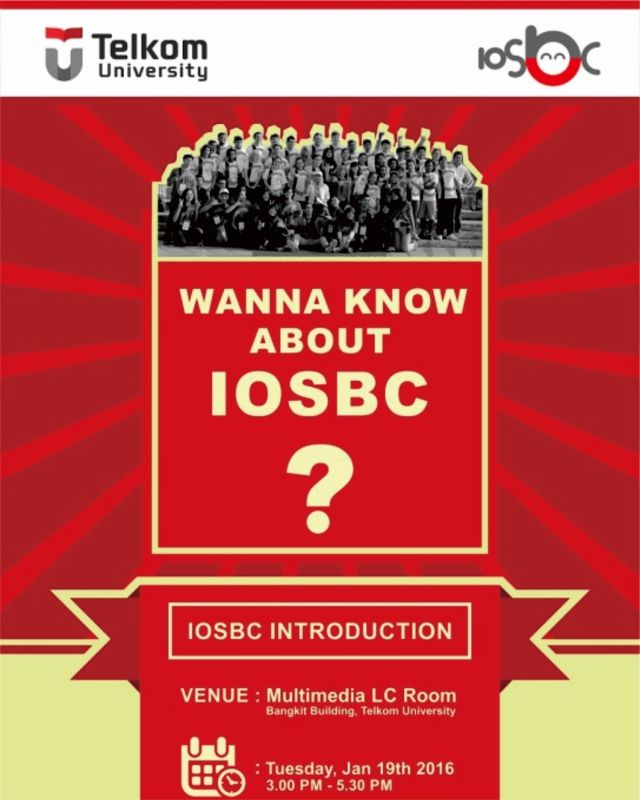 Telkom
University
iosbc
WANNA KNOW
ABOUT
IOSBC
?
IOSBC INTRODUCTION
VENUE : Multimedia LC Room
Bangkit Building, Telkom University
: Tuesday, Jan 19th 2016
3.00 PM - 5.30 PM